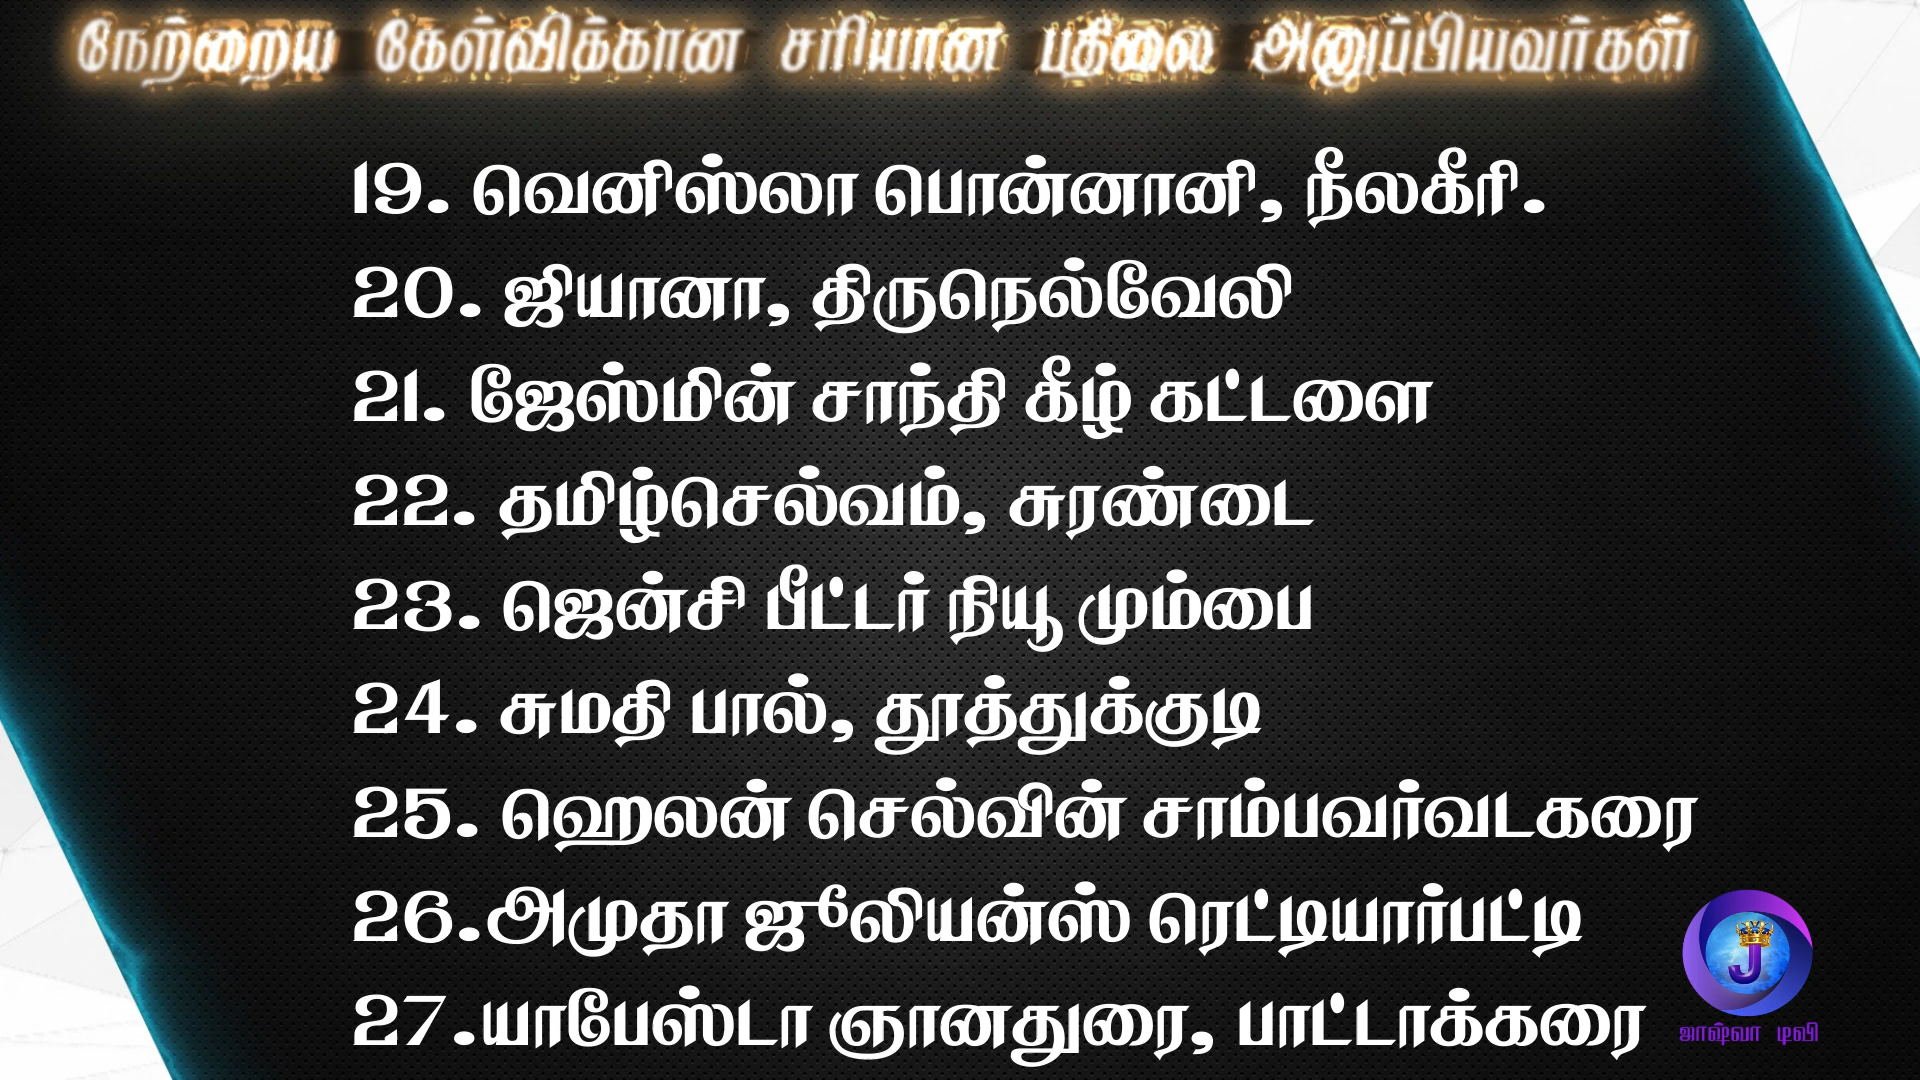 நேற்றைய கேள்விக்கான சரியான பதிலை அனுப்பியவர்கள்
19. வெனிஸ்லா பொன்னானி, நீலகீரி.
20. ஜியானா, திருநெல்வேலி
21. ஜேஸ்மின் சாந்தி கீழ் கட்டளை
22. தமிழ்செல்வம், சுரண்டை
23. ஜென்சி பீட்டர் நியூ மும்பை
24. சுமதி பால், தூத்துக்குடி
25. ஹெலன் செல்வின் சாம்பவர்வடகரை
26.அமுதா ஜூலியன்ஸ் ரெட்டியார்பட்டி
27.யாபேஸ்டா ஞானதுரை, பாட்டாக்கரை
J
ஜாஷ்வா டிவி